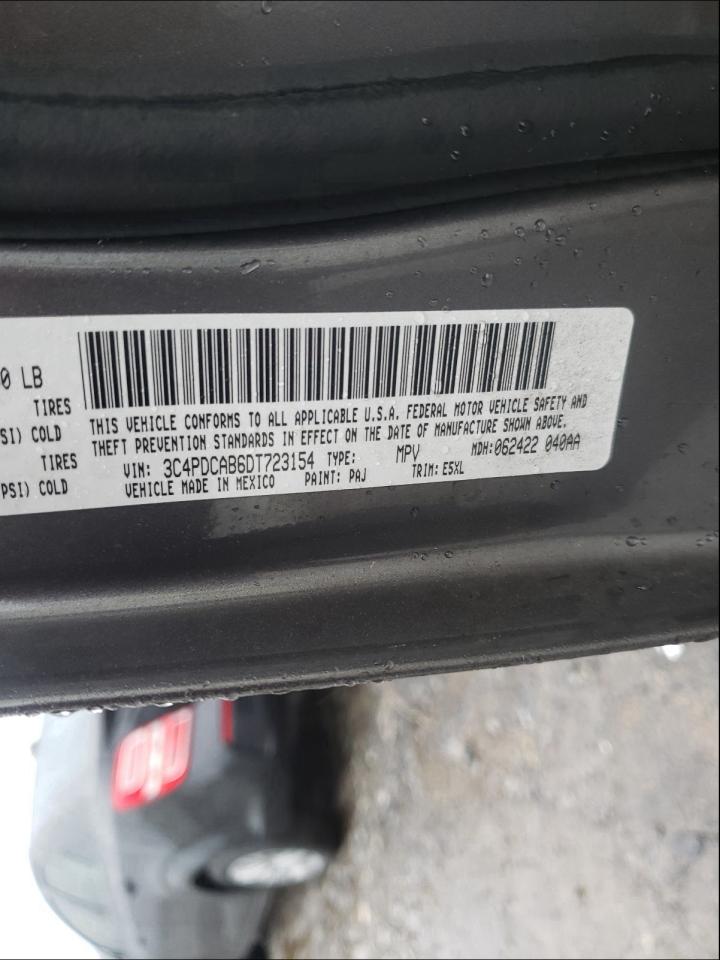 0 LB
TIRES
SI) COLD
TIRES
PSI) COLD
THIS VEHICLE CONFORMS TO ALL APPLICABLE U.S.A. FEDERAL MOTOR VEHICLE SAFETY AND
THEFT PREVENTION STANDARDS IN EFFECT ON THE DATE OF MANUFACTURE SHOWN ABOVE.
VIN: 3C4PDCAB6DT723154 TYPE: MPV MDH: 062422 040AA
VEHICLE MADE IN MEXICO PAINT: PAJ TRIM: E5XL